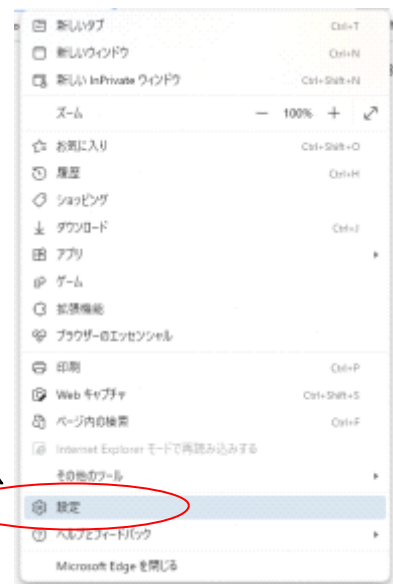 新しいタブ Ctrl+T
新しいウィンドウ Ctrl+N
新しい InPrivate ウィンドウ Ctrl+Shift+N
ズーム — 100% +
お気に入り Ctrl+Shift+O
履歴 Ctrl+H
ショッピング
ダウンロード Ctrl+J
アプリ
ゲーム
拡張機能
ブラウザーのエッセンシャル
印刷 Ctrl+P
Web キャプチャ Ctrl+Shift+S
ページ内の検索 Ctrl+F
Internet Explorer モードで再読み込みする
その他のツール
設定
ヘルプとフィードバック
Microsoft Edge を閉じる